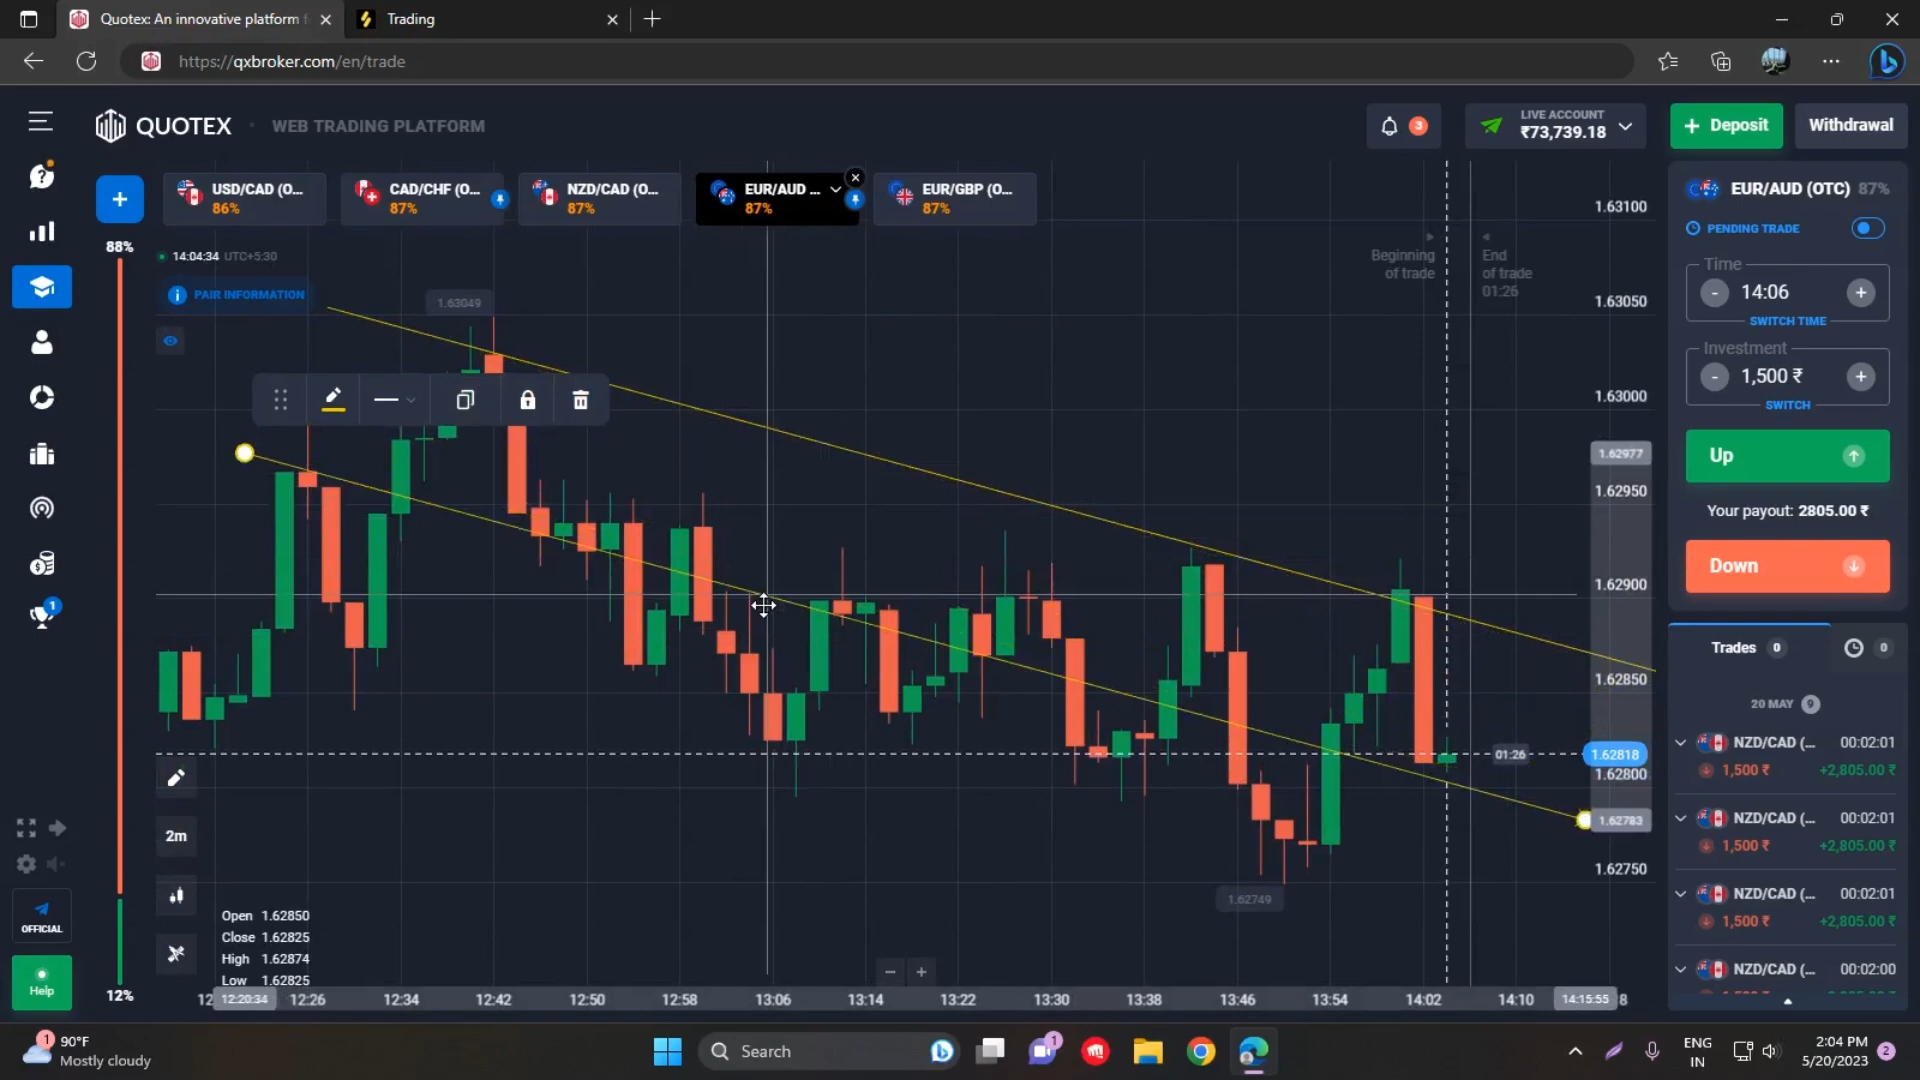 Quotex: An innovative platform f
Trading
https://qxbroker.com/en/trade
QUOTEX
WEB TRADING PLATFORM
3
LIVE ACCOUNT
₹73,739.18
+ Deposit
Withdrawal
USD/CAD (O...
86%
CAD/CHF (O...
87%
NZD/CAD (O...
87%
EUR/AUD ...
87%
EUR/GBP (O...
87%
88%
14:04:34 UTC+5:30
PAIR INFORMATION
1.63049
Beginning
of trade
End
of trade
01:26
1.63100
1.63050
1.63000
1.62977
1.62950
1.62900
1.62850
1.62818
1.62800
1.62783
1.62750
01:26
1.62749
2m
Open 1.62850
Close 1.62825
High 1.62874
Low 1.62825
12%
12:20:34
12:26
12:34
12:42
12:50
12:58
13:06
13:14
13:22
13:30
13:38
13:46
13:54
14:02
14:10
14:15:55
8
1
OFFICIAL
Help
EUR/AUD (OTC) 87%
PENDING TRADE
Time
- 14:06 +
SWITCH TIME
Investment
- 1,500 ₹ +
SWITCH
Up
Your payout: 2805.00 ₹
Down
Trades 0
0
20 MAY 9
NZD/CAD (... 00:02:01
1,500 ₹ +2,805.00 ₹
NZD/CAD (... 00:02:01
1,500 ₹ +2,805.00 ₹
NZD/CAD (... 00:02:01
1,500 ₹ +2,805.00 ₹
NZD/CAD (... 00:02:00
1
90°F
Mostly cloudy
Search
1
ENG
IN
2:04 PM
5/20/2023
2